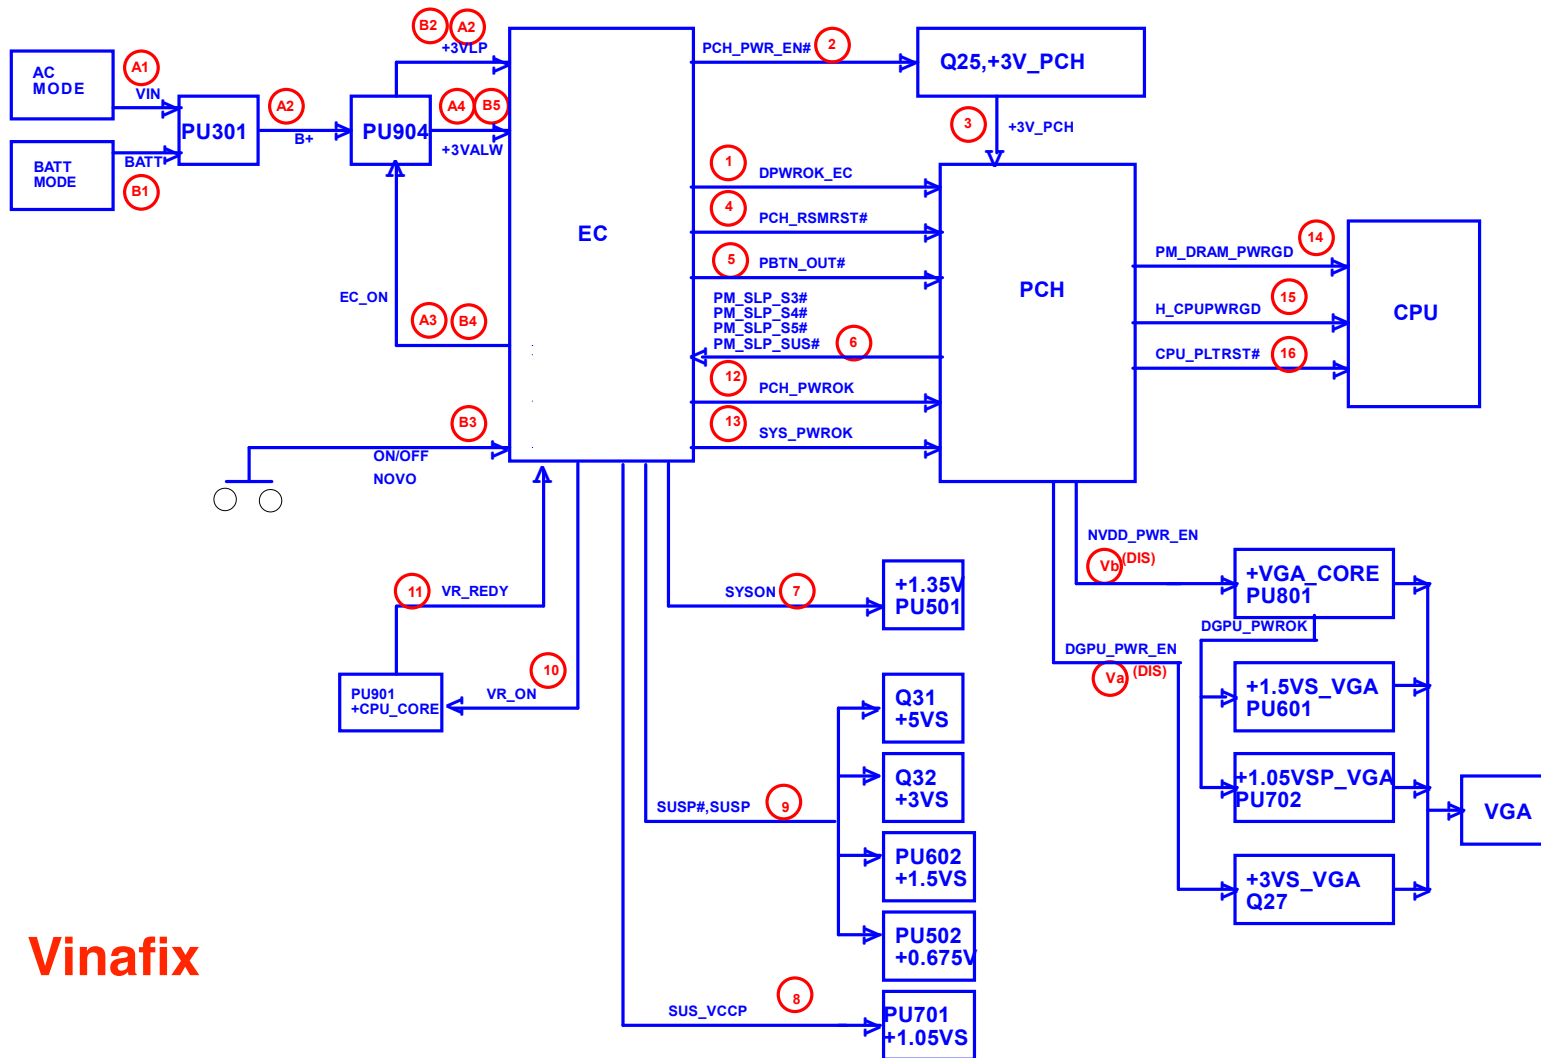 B2
A2
+3VLP
AC
MODE
A1
VIN
PU301
A2
B+
PU904
A4
B5
+3VALW
BATT
MODE
BATT
B1
EC_ON
A3
B4
B3
ON/OFF
NOVO
EC
PCH_PWR_EN#
2
Q25,+3V_PCH
3
+3V_PCH
1
DPWROK_EC
4
PCH_RSMRST#
5
PBTN_OUT#
PM_SLP_S3#
PM_SLP_S4#
PM_SLP_S5#
PM_SLP_SUS#
6
12
PCH_PWROK
13
SYS_PWROK
PCH
PM_DRAM_PWRGD
14
H_CPUPWRGD
15
CPU_PLTRST#
16
CPU
11
VR_REDY
10
VR_ON
PU901
+CPU_CORE
SYSON
7
+1.35V
PU501
SUSP#,SUSP
9
Q31
+5VS
Q32
+3VS
PU602
+1.5VS
PU502
+0.675V
SUS_VCCP
8
PU701
+1.05VS
NVDD_PWR_EN
Vb
(DIS)
+VGA_CORE
PU801
DGPU_PWROK
DGPU_PWR_EN
Va
(DIS)
+1.5VS_VGA
PU601
+1.05VSP_VGA
PU702
+3VS_VGA
Q27
VGA
Vinafix